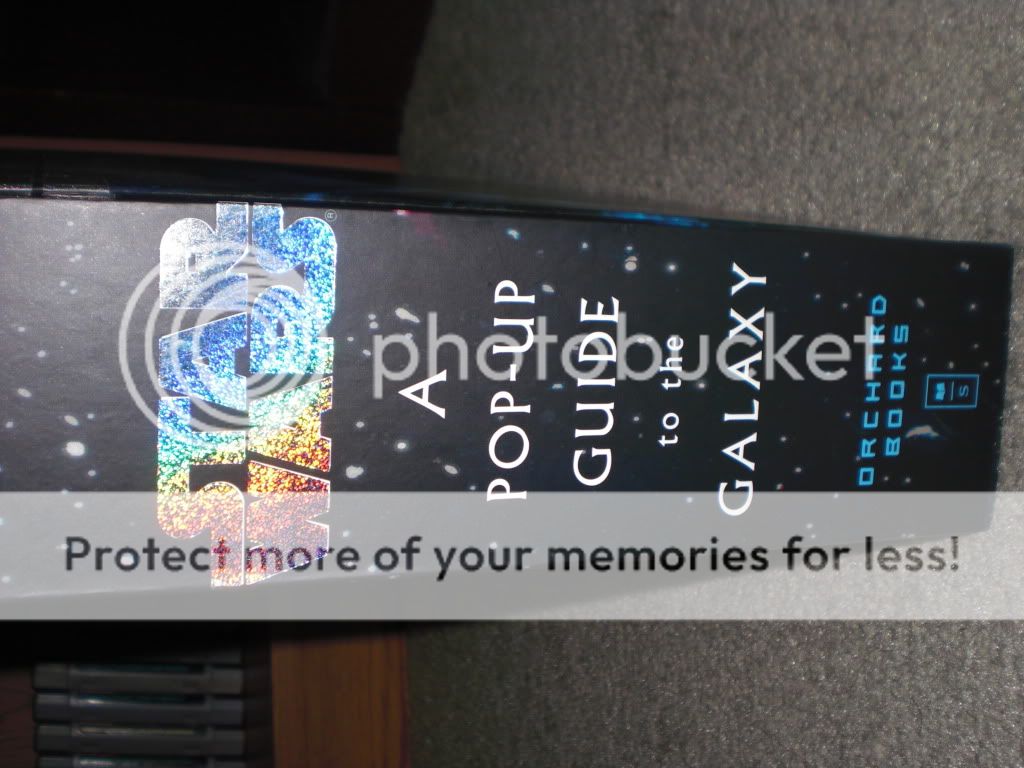 STAR
WARS
®
A
POP-UP
GUIDE
to the
GALAXY
ORCHARD
BOOKS
photobucket
Protect more of your memories for less!